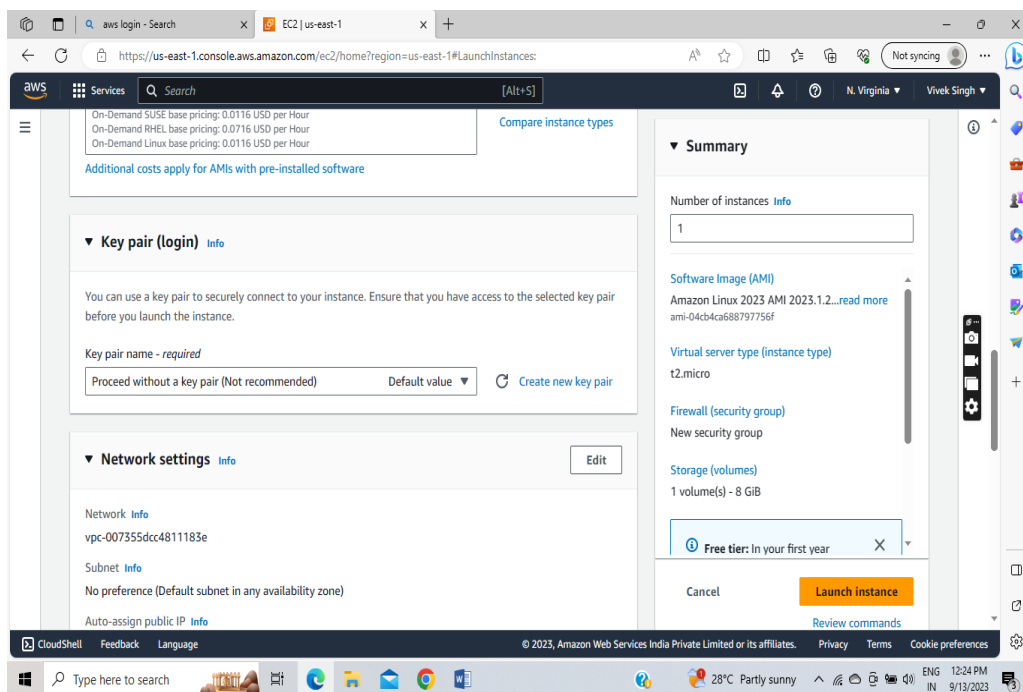 aws login - Search
EC2 | us-east-1
https://us-east-1.console.aws.amazon.com/ec2/home?region=us-east-1#LaunchInstances:
Not syncing
aws
Services
Search
[Alt+S]
N. Virginia
Vivek Singh
On-Demand SUSE base pricing: 0.0116 USD per Hour
On-Demand RHEL base pricing: 0.0716 USD per Hour
On-Demand Linux base pricing: 0.0116 USD per Hour
Compare instance types
Additional costs apply for AMIs with pre-installed software
Key pair (login) Info
You can use a key pair to securely connect to your instance. Ensure that you have access to the selected key pair
before you launch the instance.
Key pair name - required
Proceed without a key pair (Not recommended)
Default value
Create new key pair
Network settings Info
Edit
Network Info
vpc-007355dcc4811183e
Subnet Info
No preference (Default subnet in any availability zone)
Auto-assign public IP Info
Summary
Number of instances Info
1
Software Image (AMI)
Amazon Linux 2023 AMI 2023.1.2...read more
ami-04cb4ca688797756f
Virtual server type (instance type)
t2.micro
Firewall (security group)
New security group
Storage (volumes)
1 volume(s) - 8 GiB
Free tier: In your first year
Cancel
Launch instance
Review commands
CloudShell
Feedback
Language
© 2023, Amazon Web Services India Private Limited or its affiliates.
Privacy
Terms
Cookie preferences
Type here to search
28°C Partly sunny
ENG
IN
12:24 PM
9/13/2023
3